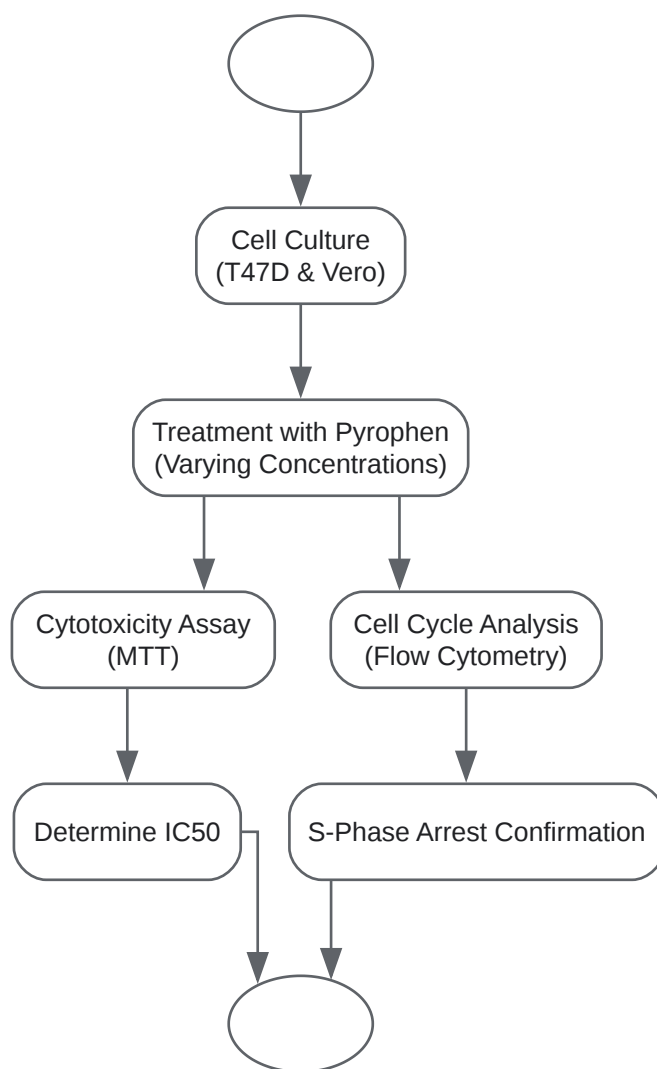 Cell Culture
(T47D & Vero)
Treatment with Pyrophen
(Varying Concentrations)
Cytotoxicity Assay
(MTT)
Cell Cycle Analysis
(Flow Cytometry)
Determine IC50
S-Phase Arrest Confirmation